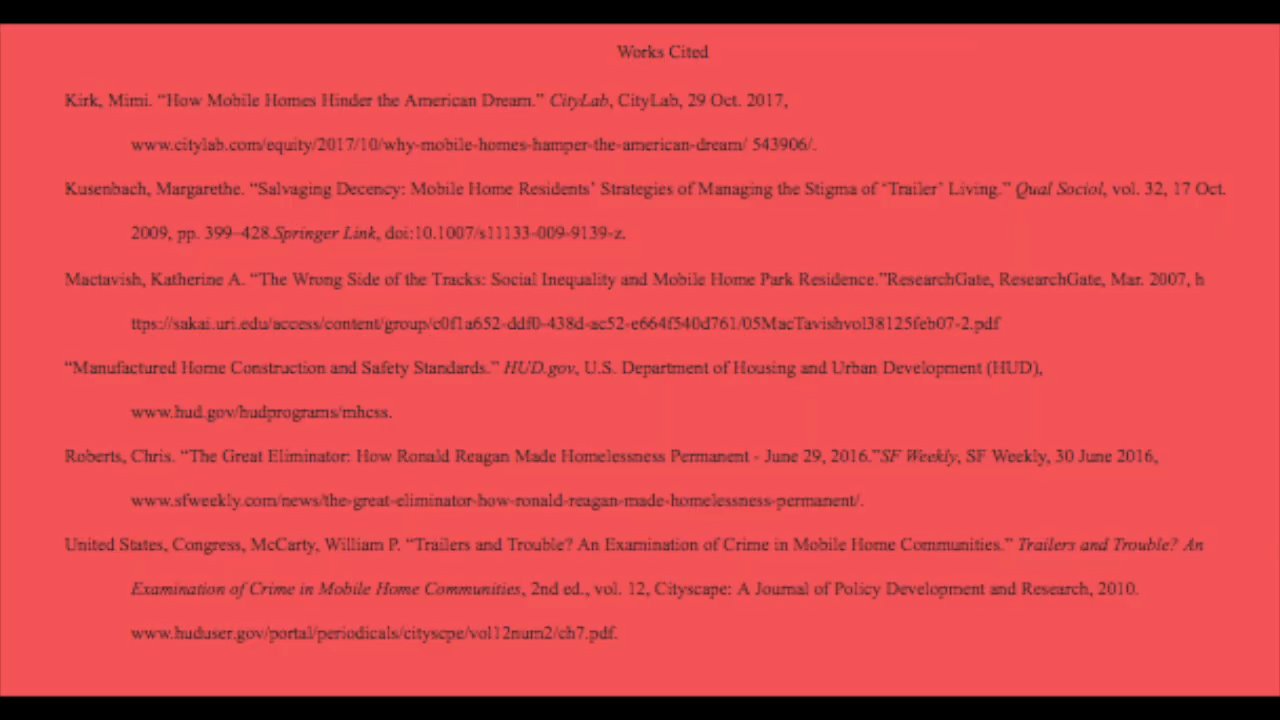 Works Cited
Kirk, Mimi. “How Mobile Homes Hinder the American Dream.” CityLab, CityLab, 29 Oct. 2017,
www.citylab.com/equity/2017/10/why-mobile-homes-hamper-the-american-dream/ 543906/.
Kusenbach, Margarethe. “Salvaging Decency: Mobile Home Residents’ Strategies of Managing the Stigma of ‘Trailer’ Living.” Qual Sociol, vol. 32, 17 Oct.
2009, pp. 399–428.Springer Link, doi:10.1007/s11133-009-9139-z.
Mactavish, Katherine A. “The Wrong Side of the Tracks: Social Inequality and Mobile Home Park Residence.”ResearchGate, ResearchGate, Mar. 2007, h
ttps://sakai.uri.edu/access/content/group/c0f1a652-ddf0-438d-ac52-e664f540d761/05MacTavishvol38125feb07-2.pdf
“Manufactured Home Construction and Safety Standards.” HUD.gov, U.S. Department of Housing and Urban Development (HUD),
www.hud.gov/hudprograms/mhcss.
Roberts, Chris. “The Great Eliminator: How Ronald Reagan Made Homelessness Permanent - June 29, 2016.”SF Weekly, SF Weekly, 30 June 2016,
www.sfweekly.com/news/the-great-eliminator-how-ronald-reagan-made-homelessness-permanent/.
United States, Congress, McCarty, William P. “Trailers and Trouble? An Examination of Crime in Mobile Home Communities.” Trailers and Trouble? An
Examination of Crime in Mobile Home Communities, 2nd ed., vol. 12, Cityscape: A Journal of Policy Development and Research, 2010.
www.huduser.gov/portal/periodicals/cityscpe/vol12num2/ch7.pdf.